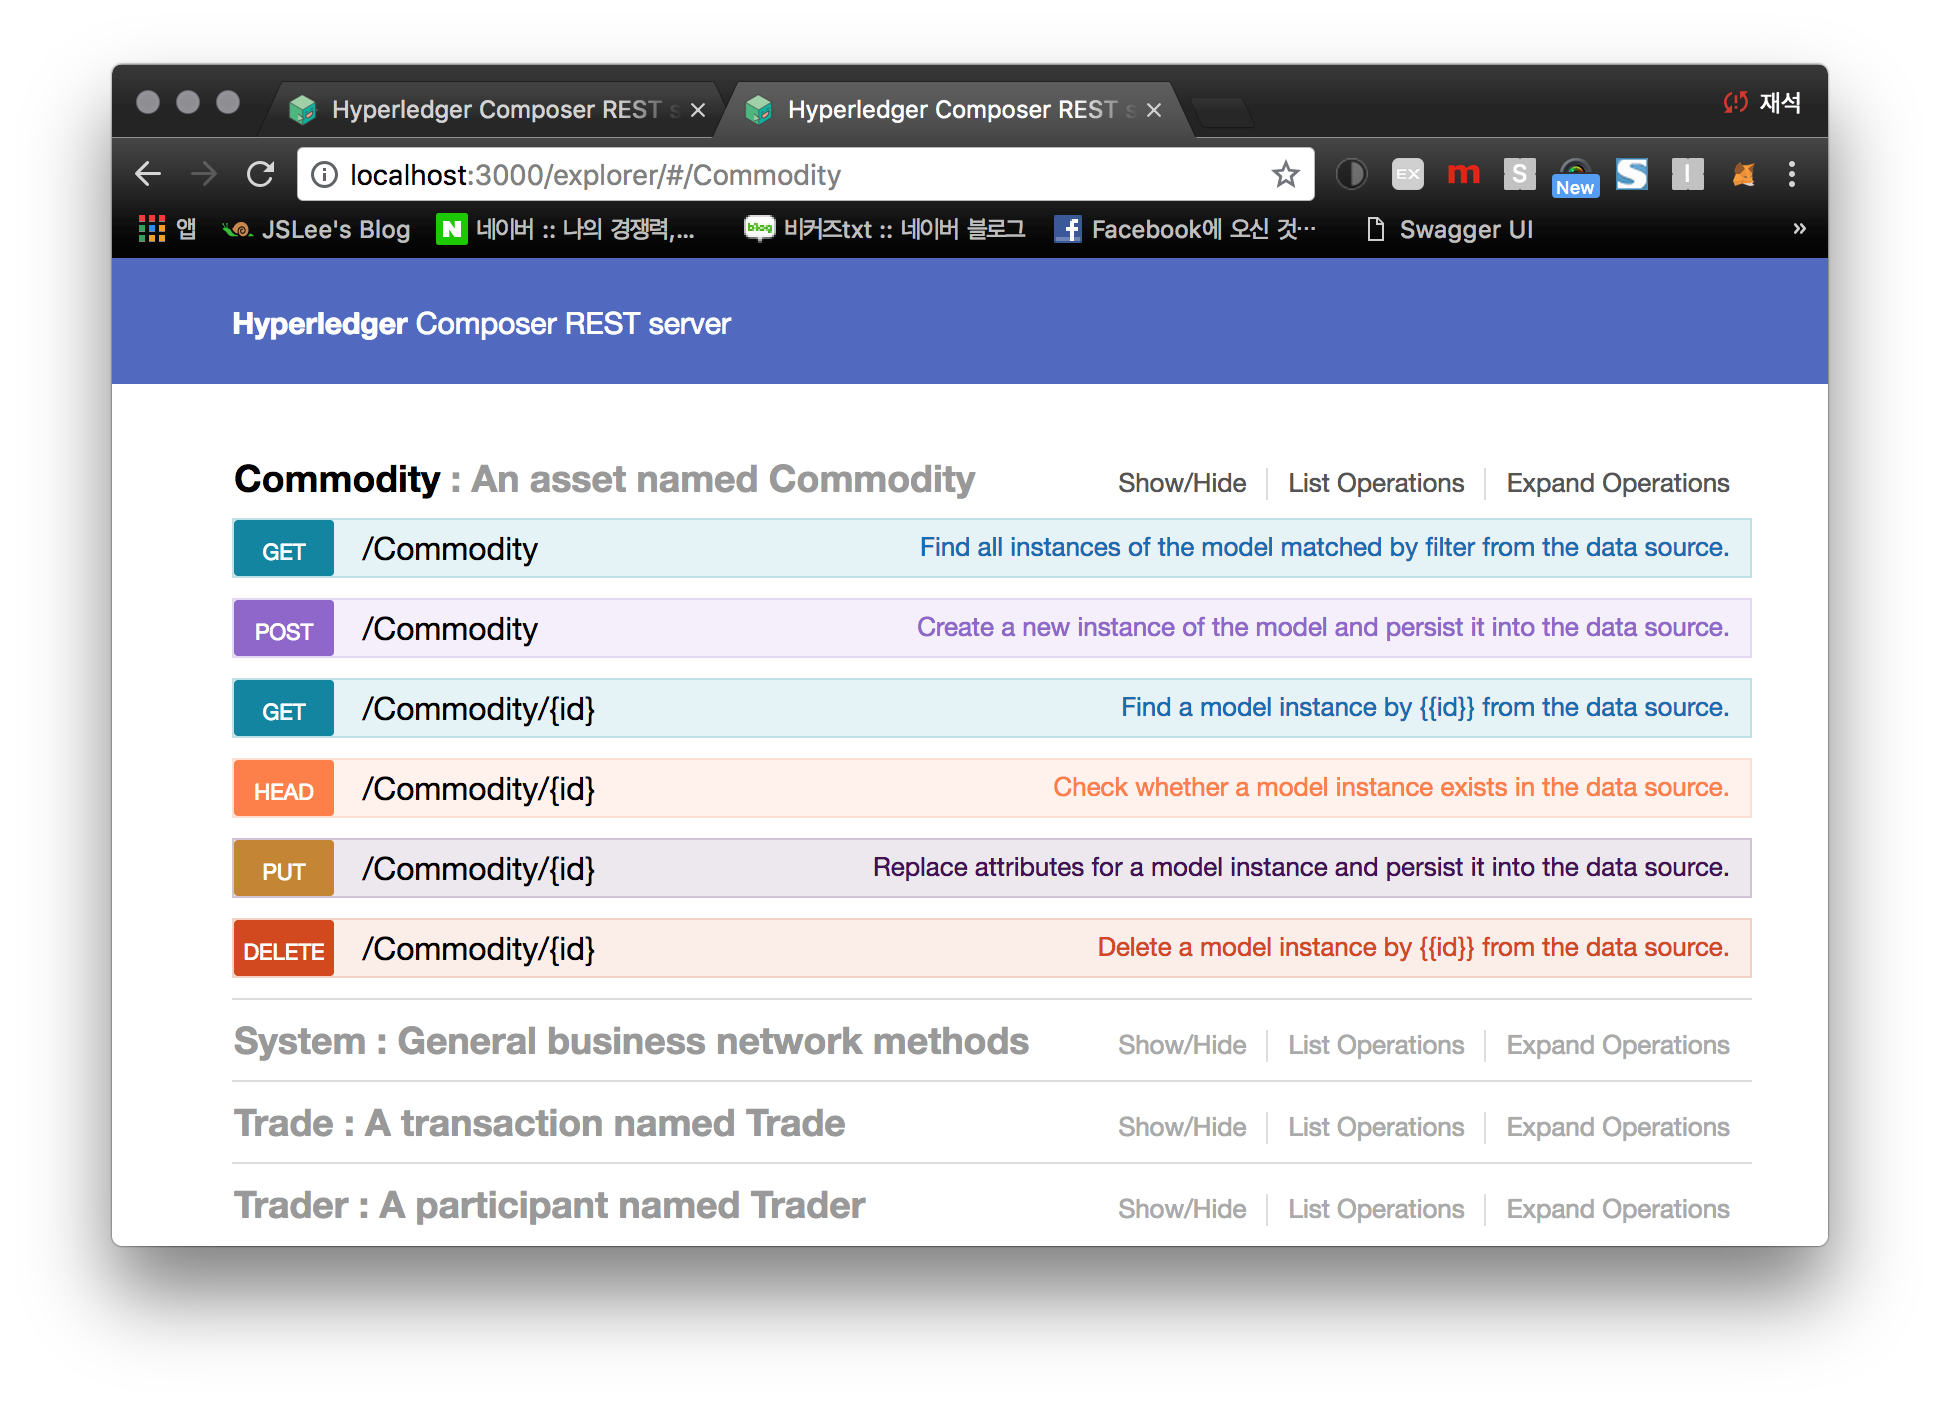 Hyperledger Composer REST s
Hyperledger Composer REST s
재석
localhost:3000/explorer/#/Commodity
EX
m
S
New
S
I
앱
JSLee's Blog
N 네이버 :: 나의 경쟁력,...
blog 비커즈txt :: 네이버 블로그
f Facebook에 오신 것…
Swagger UI
»
Hyperledger Composer REST server
Commodity : An asset named Commodity Show/Hide List Operations Expand Operations
GET /Commodity Find all instances of the model matched by filter from the data source.
POST /Commodity Create a new instance of the model and persist it into the data source.
GET /Commodity/{id} Find a model instance by {{id}} from the data source.
HEAD /Commodity/{id} Check whether a model instance exists in the data source.
PUT /Commodity/{id} Replace attributes for a model instance and persist it into the data source.
DELETE /Commodity/{id} Delete a model instance by {{id}} from the data source.
System : General business network methods Show/Hide List Operations Expand Operations
Trade : A transaction named Trade Show/Hide List Operations Expand Operations
Trader : A participant named Trader Show/Hide List Operations Expand Operations